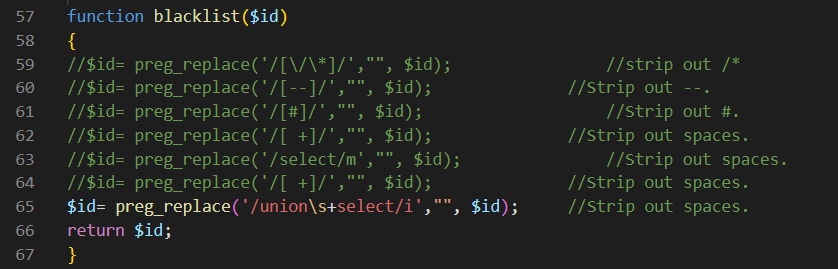 57 function blacklist($id)
58 {
59 //$id= preg_replace('/[\/\*]/',"", $id); //strip out /*
60 //$id= preg_replace('/[--]/',"", $id); //Strip out --.
61 //$id= preg_replace('/[#]/',"", $id); //Strip out #.
62 //$id= preg_replace('/[ +]/',"", $id); //Strip out spaces.
63 //$id= preg_replace('/select/m',"", $id); //Strip out spaces.
64 //$id= preg_replace('/[ +]/',"", $id); //Strip out spaces.
65 $id= preg_replace('/union\s+select/i',"", $id); //Strip out spaces.
66 return $id;
67 }